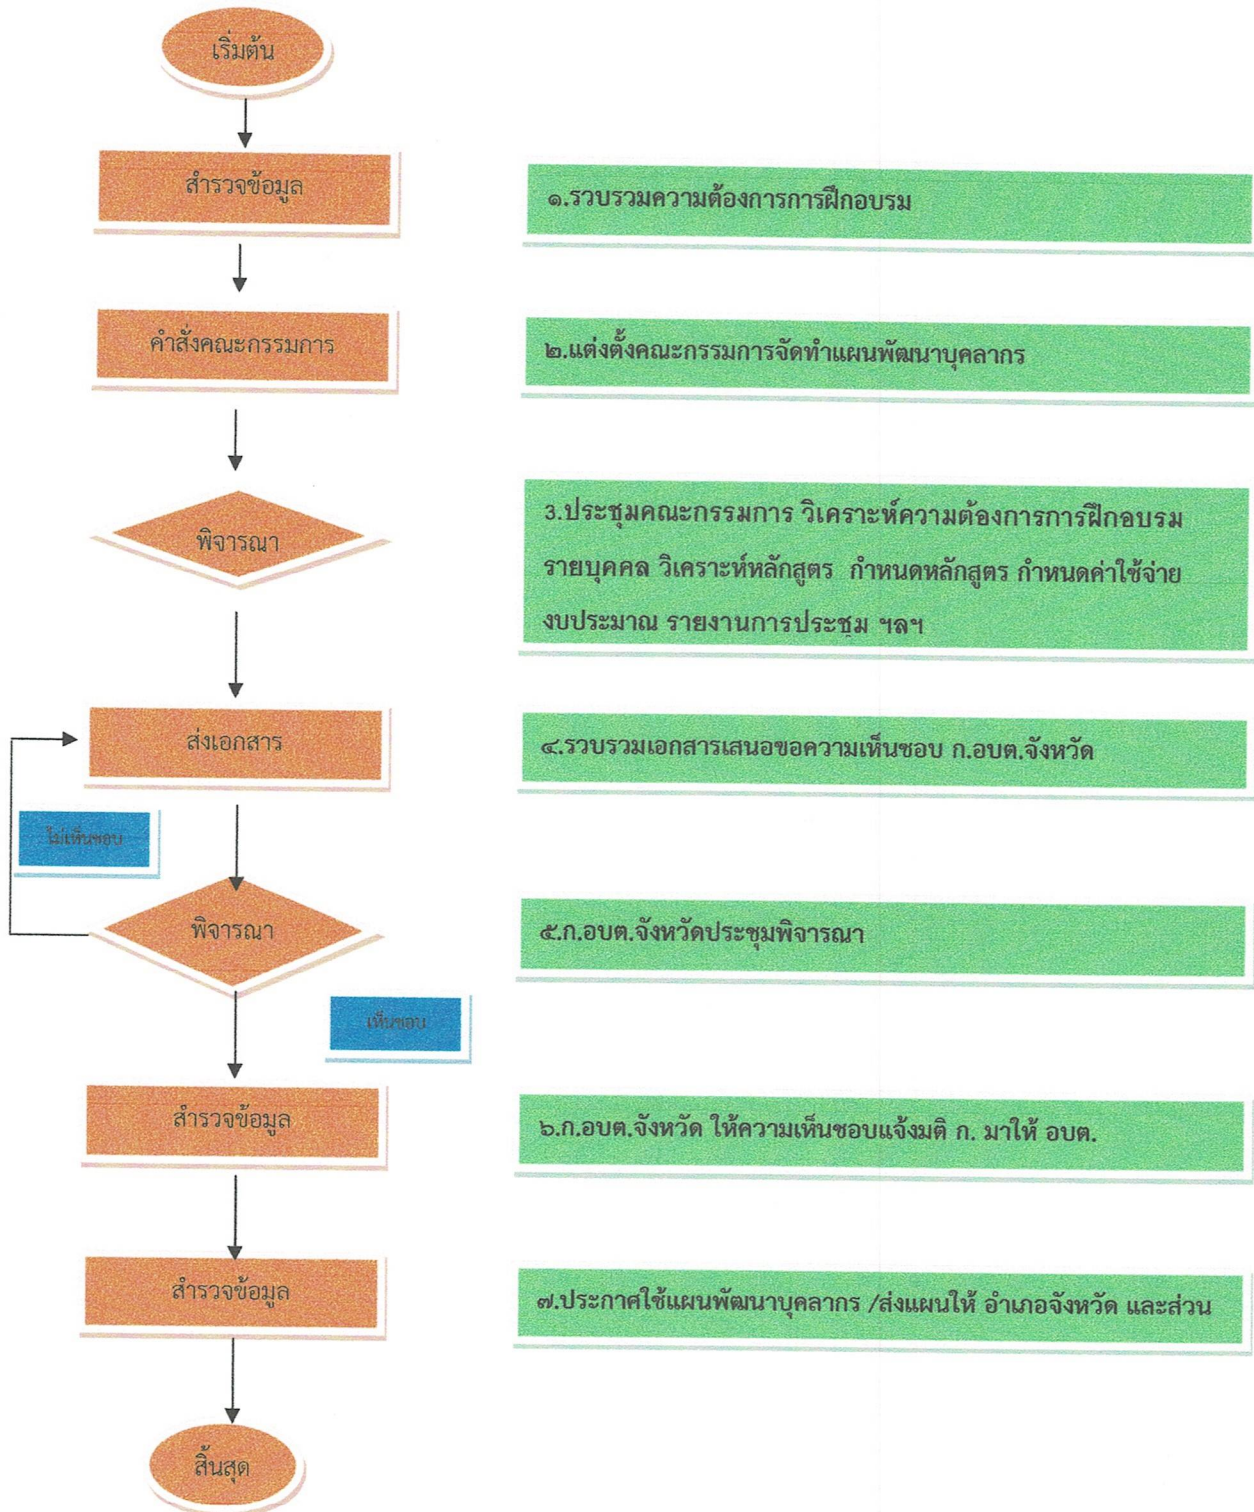 เริ่มต้น
สำรวจข้อมูล
๑.รวบรวมความต้องการการฝึกอบรม
คำสั่งคณะกรรมการ
๒.แต่งตั้งคณะกรรมการจัดทำแผนพัฒนาบุคลากร
พิจารณา
3.ประชุมคณะกรรมการ วิเคราะห์ความต้องการการฝึกอบรม
รายบุคคล วิเคราะห์หลักสูตร กำหนดหลักสูตร กำหนดค่าใช้จ่าย
งบประมาณ รายงานการประชุม ฯลฯ
ส่งเอกสาร
๔.รวบรวมเอกสารเสนอขอความเห็นชอบ ก.อบต.จังหวัด
ไม่เห็นชอบ
พิจารณา
๕.ก.อบต.จังหวัดประชุมพิจารณา
เห็นชอบ
สำรวจข้อมูล
๖.ก.อบต.จังหวัด ให้ความเห็นชอบแจ้งมติ ก. มาให้ อบต.
สำรวจข้อมูล
๗.ประกาศใช้แผนพัฒนาบุคลากร /ส่งแผนให้ อำเภอจังหวัด และส่วน
สิ้นสุด